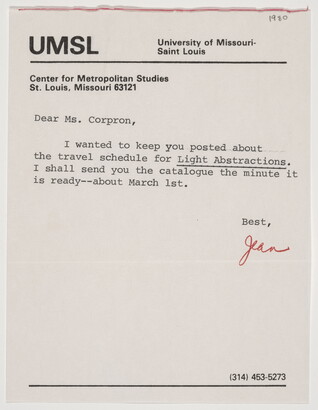 1980
UMSL
University of Missouri-
Saint Louis
Center for Metropolitan Studies
St. Louis, Missouri 63121
Dear Ms. Corpron,
I wanted to keep you posted about
the travel schedule for Light Abstractions.
I shall send you the catalogue the minute it
is ready--about March 1st.
Best,
Jean
(314) 453-5273